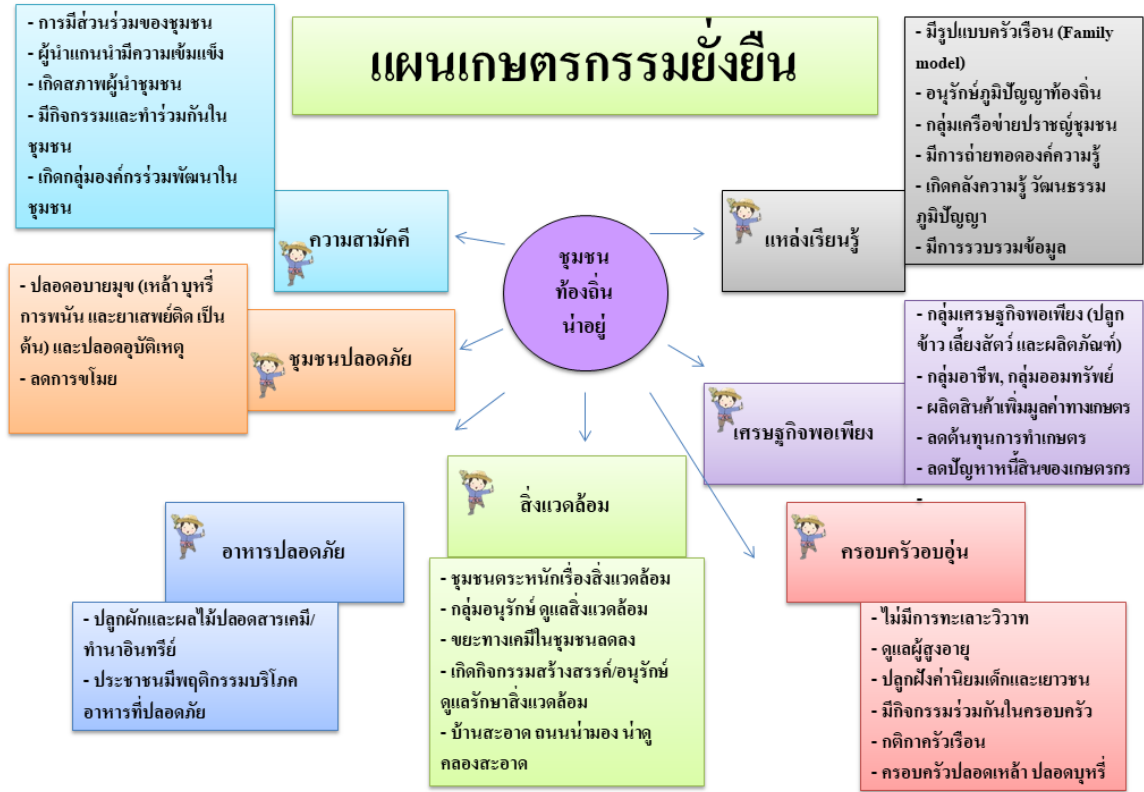 แผนเกษตรกรรมยั่งยืน
- การมีส่วนร่วมของชุมชน
- ผู้นำแกนนำมีความเข้มแข็ง
- เกิดสภาพผู้นำชุมชน
- มีกิจกรรมและทำร่วมกันใน
ชุมชน
- เกิดกลุ่มองค์กรร่วมพัฒนาใน
ชุมชน
ความสามัคคี
- มีรูปแบบครัวเรือน (Family
model)
- อนุรักษ์ภูมิปัญญาท้องถิ่น
- กลุ่มเครือข่ายปราชญ์ชุมชน
- มีการถ่ายทอดองค์ความรู้
- เกิดคลังความรู้ วัฒนธรรม
ภูมิปัญญา
- มีการรวบรวมข้อมูล
แหล่งเรียนรู้
ชุมชน
ท้องถิ่น
น่าอยู่
- ปลอดอบายมุข (เหล้า บุหรี่
การพนัน และยาเสพย์ติด เป็น
ต้น) และปลอดอุบัติเหตุ
- ลดการขโมย
ชุมชนปลอดภัย
- กลุ่มเศรษฐกิจพอเพียง (ปลูก
ข้าว เลี้ยงสัตว์ และผลิตภัณฑ์)
- กลุ่มอาชีพ, กลุ่มออมทรัพย์
- ผลิตสินค้าเพิ่มมูลค่าทางเกษตร
- ลดต้นทุนการทำเกษตร
- ลดปัญหาหนี้สินของเกษตรกร
-
เศรษฐกิจพอเพียง
อาหารปลอดภัย
- ปลูกผักและผลไม้ปลอดสารเคมี/
ทำนาอินทรีย์
- ประชาชนมีพฤติกรรมบริโภค
อาหารที่ปลอดภัย
สิ่งแวดล้อม
- ชุมชนตระหนักเรื่องสิ่งแวดล้อม
- กลุ่มอนุรักษ์ ดูแลสิ่งแวดล้อม
- ขยะทางเคมีในชุมชนลดลง
- เกิดกิจกรรมสร้างสรรค์/อนุรักษ์
ดูแลรักษาสิ่งแวดล้อม
- บ้านสะอาด ถนนน่ามอง น่าดู
คลองสะอาด
ครอบครัวอบอุ่น
- ไม่มีการทะเลาะวิวาท
- ดูแลผู้สูงอายุ
- ปลูกฝังค่านิยมเด็กและเยาวชน
- มีกิจกรรมร่วมกันในครอบครัว
- กติกาครัวเรือน
- ครอบครัวปลอดเหล้า ปลอดบุหรี่